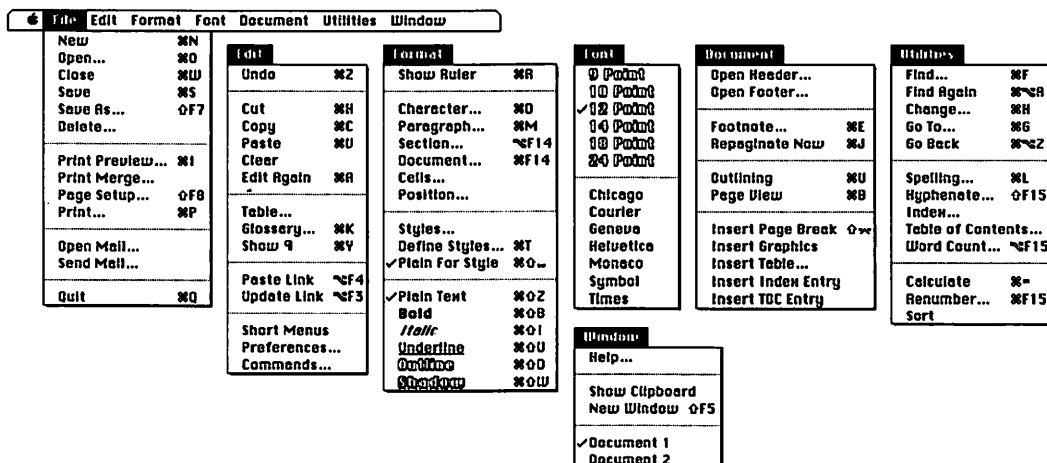 File Edit Format Font Document Utilities Window
New ⌘N
Open... ⌘O
Close ⌘W
Save ⌘S
Save As... ⇧F7
Delete...
Print Preview... ⌘I
Print Merge...
Page Setup... ⇧F8
Print... ⌘P
Open Mail...
Send Mail...
Quit ⌘Q
Edit
Undo ⌘Z
Cut ⌘X
Copy ⌘C
Paste ⌘V
Clear
Edit Again ⌘A
Table...
Glossary... ⌘K
Show ¶ ⌘Y
Paste Link ⌥F4
Update Link ⌥F3
Short Menus
Preferences...
Commands...
Format
Show Ruler ⌘R
Character... ⌘D
Paragraph... ⌘M
Section... ⌥F14
Document... ⌘F14
Cells...
Position...
Styles...
Define Styles... ⌘T
✓Plain For Style ⌘⇧␣
✓Plain Text ⌘⇧Z
Bold ⌘⇧B
Italic ⌘⇧I
Underline ⌘⇧U
Outline ⌘⇧D
Shadow ⌘⇧W
Font
9 Point
10 Point
✓12 Point
14 Point
18 Point
24 Point
Chicago
Courier
Geneva
Helvetica
Monaco
Symbol
Times
Document
Open Header...
Open Footer...
Footnote... ⌘E
Repaginate Now ⌘J
Outlining ⌘U
Page View ⌘B
Insert Page Break ⇧⌤
Insert Graphics
Insert Table...
Insert Index Entry
Insert TOC Entry
Utilities
Find... ⌘F
Find Again ⌘⌥A
Change... ⌘H
Go To... ⌘G
Go Back ⌘⌥Z
Spelling... ⌘L
Hyphenate... ⇧F15
Index...
Table of Contents...
Word Count... ⌥F15
Calculate ⌘=
Renumber... ⌘F15
Sort
Window
Help...
Show Clipboard
New Window ⇧F5
✓Document 1
Document 2